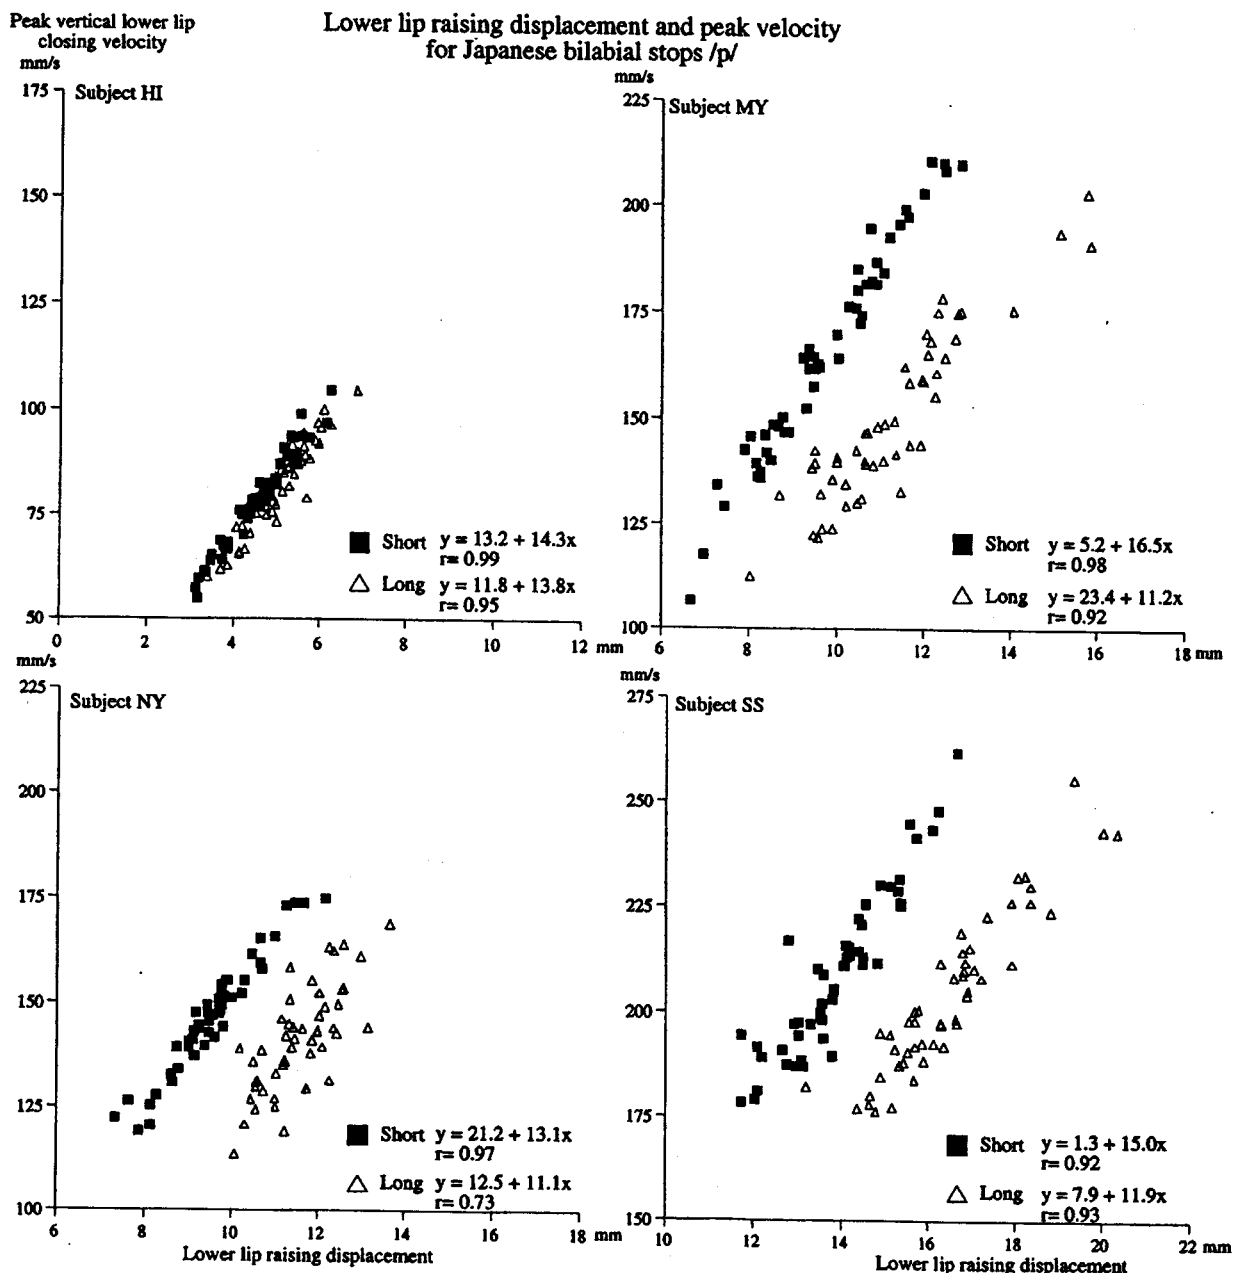 Peak vertical lower lip
closing velocity
Lower lip raising displacement and peak velocity
for Japanese bilabial stops /p/
mm/s
175
150
125
100
75
50
Subject HI
Short y = 13.2 + 14.3x
r= 0.99
Long y = 11.8 + 13.8x
r= 0.95
0 2 4 6 8 10 12 mm
mm/s
225
200
175
150
125
100
Subject MY
Short y = 5.2 + 16.5x
r= 0.98
Long y = 23.4 + 11.2x
r= 0.92
6 8 10 12 14 16 18 mm
mm/s
225
200
175
150
125
100
Subject NY
Short y = 21.2 + 13.1x
r= 0.97
Long y = 12.5 + 11.1x
r= 0.73
6 8 10 12 14 16 18 mm
Lower lip raising displacement
mm/s
275
250
225
200
175
150
Subject SS
Short y = 1.3 + 15.0x
r= 0.92
Long y = 7.9 + 11.9x
r= 0.93
10 12 14 16 18 20 22 mm
Lower lip raising displacement